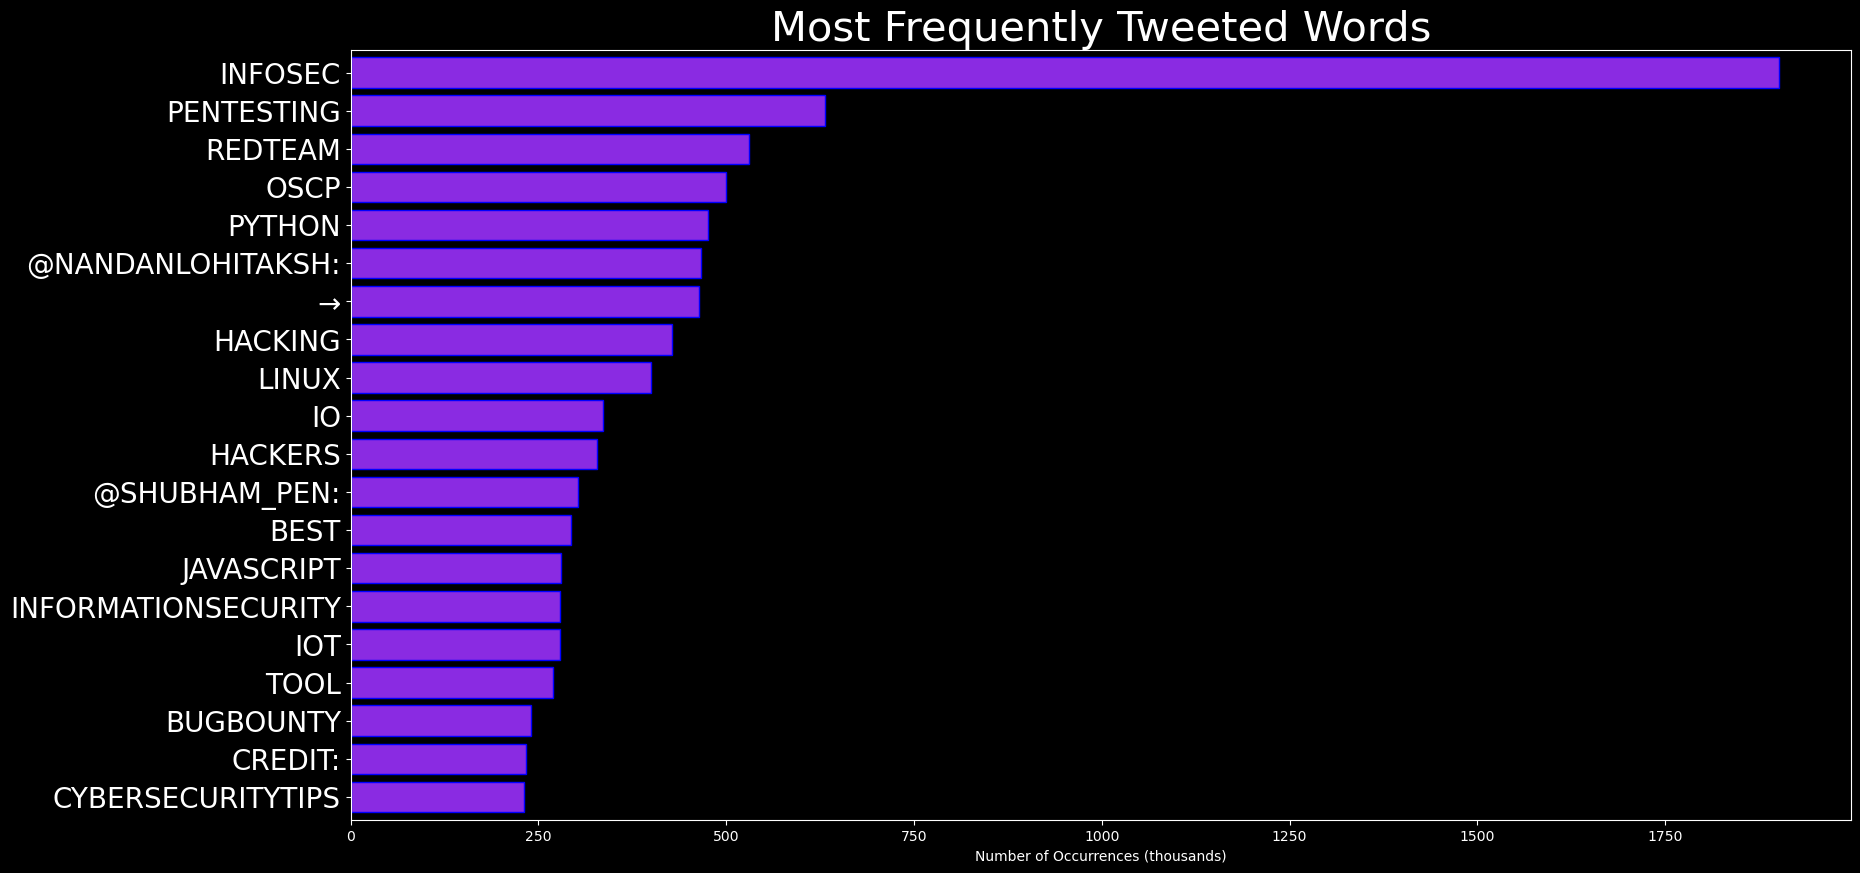 Most Frequently Tweeted Words
INFOSEC
PENTESTING
REDTEAM
OSCP
PYTHON
@NANDANLOHITAKSH:
→
HACKING
LINUX
IO
HACKERS
@SHUBHAM_PEN:
BEST
JAVASCRIPT
INFORMATIONSECURITY
IOT
TOOL
BUGBOUNTY
CREDIT:
CYBERSECURITYTIPS
0 250 500 750 1000 1250 1500 1750
Number of Occurrences (thousands)